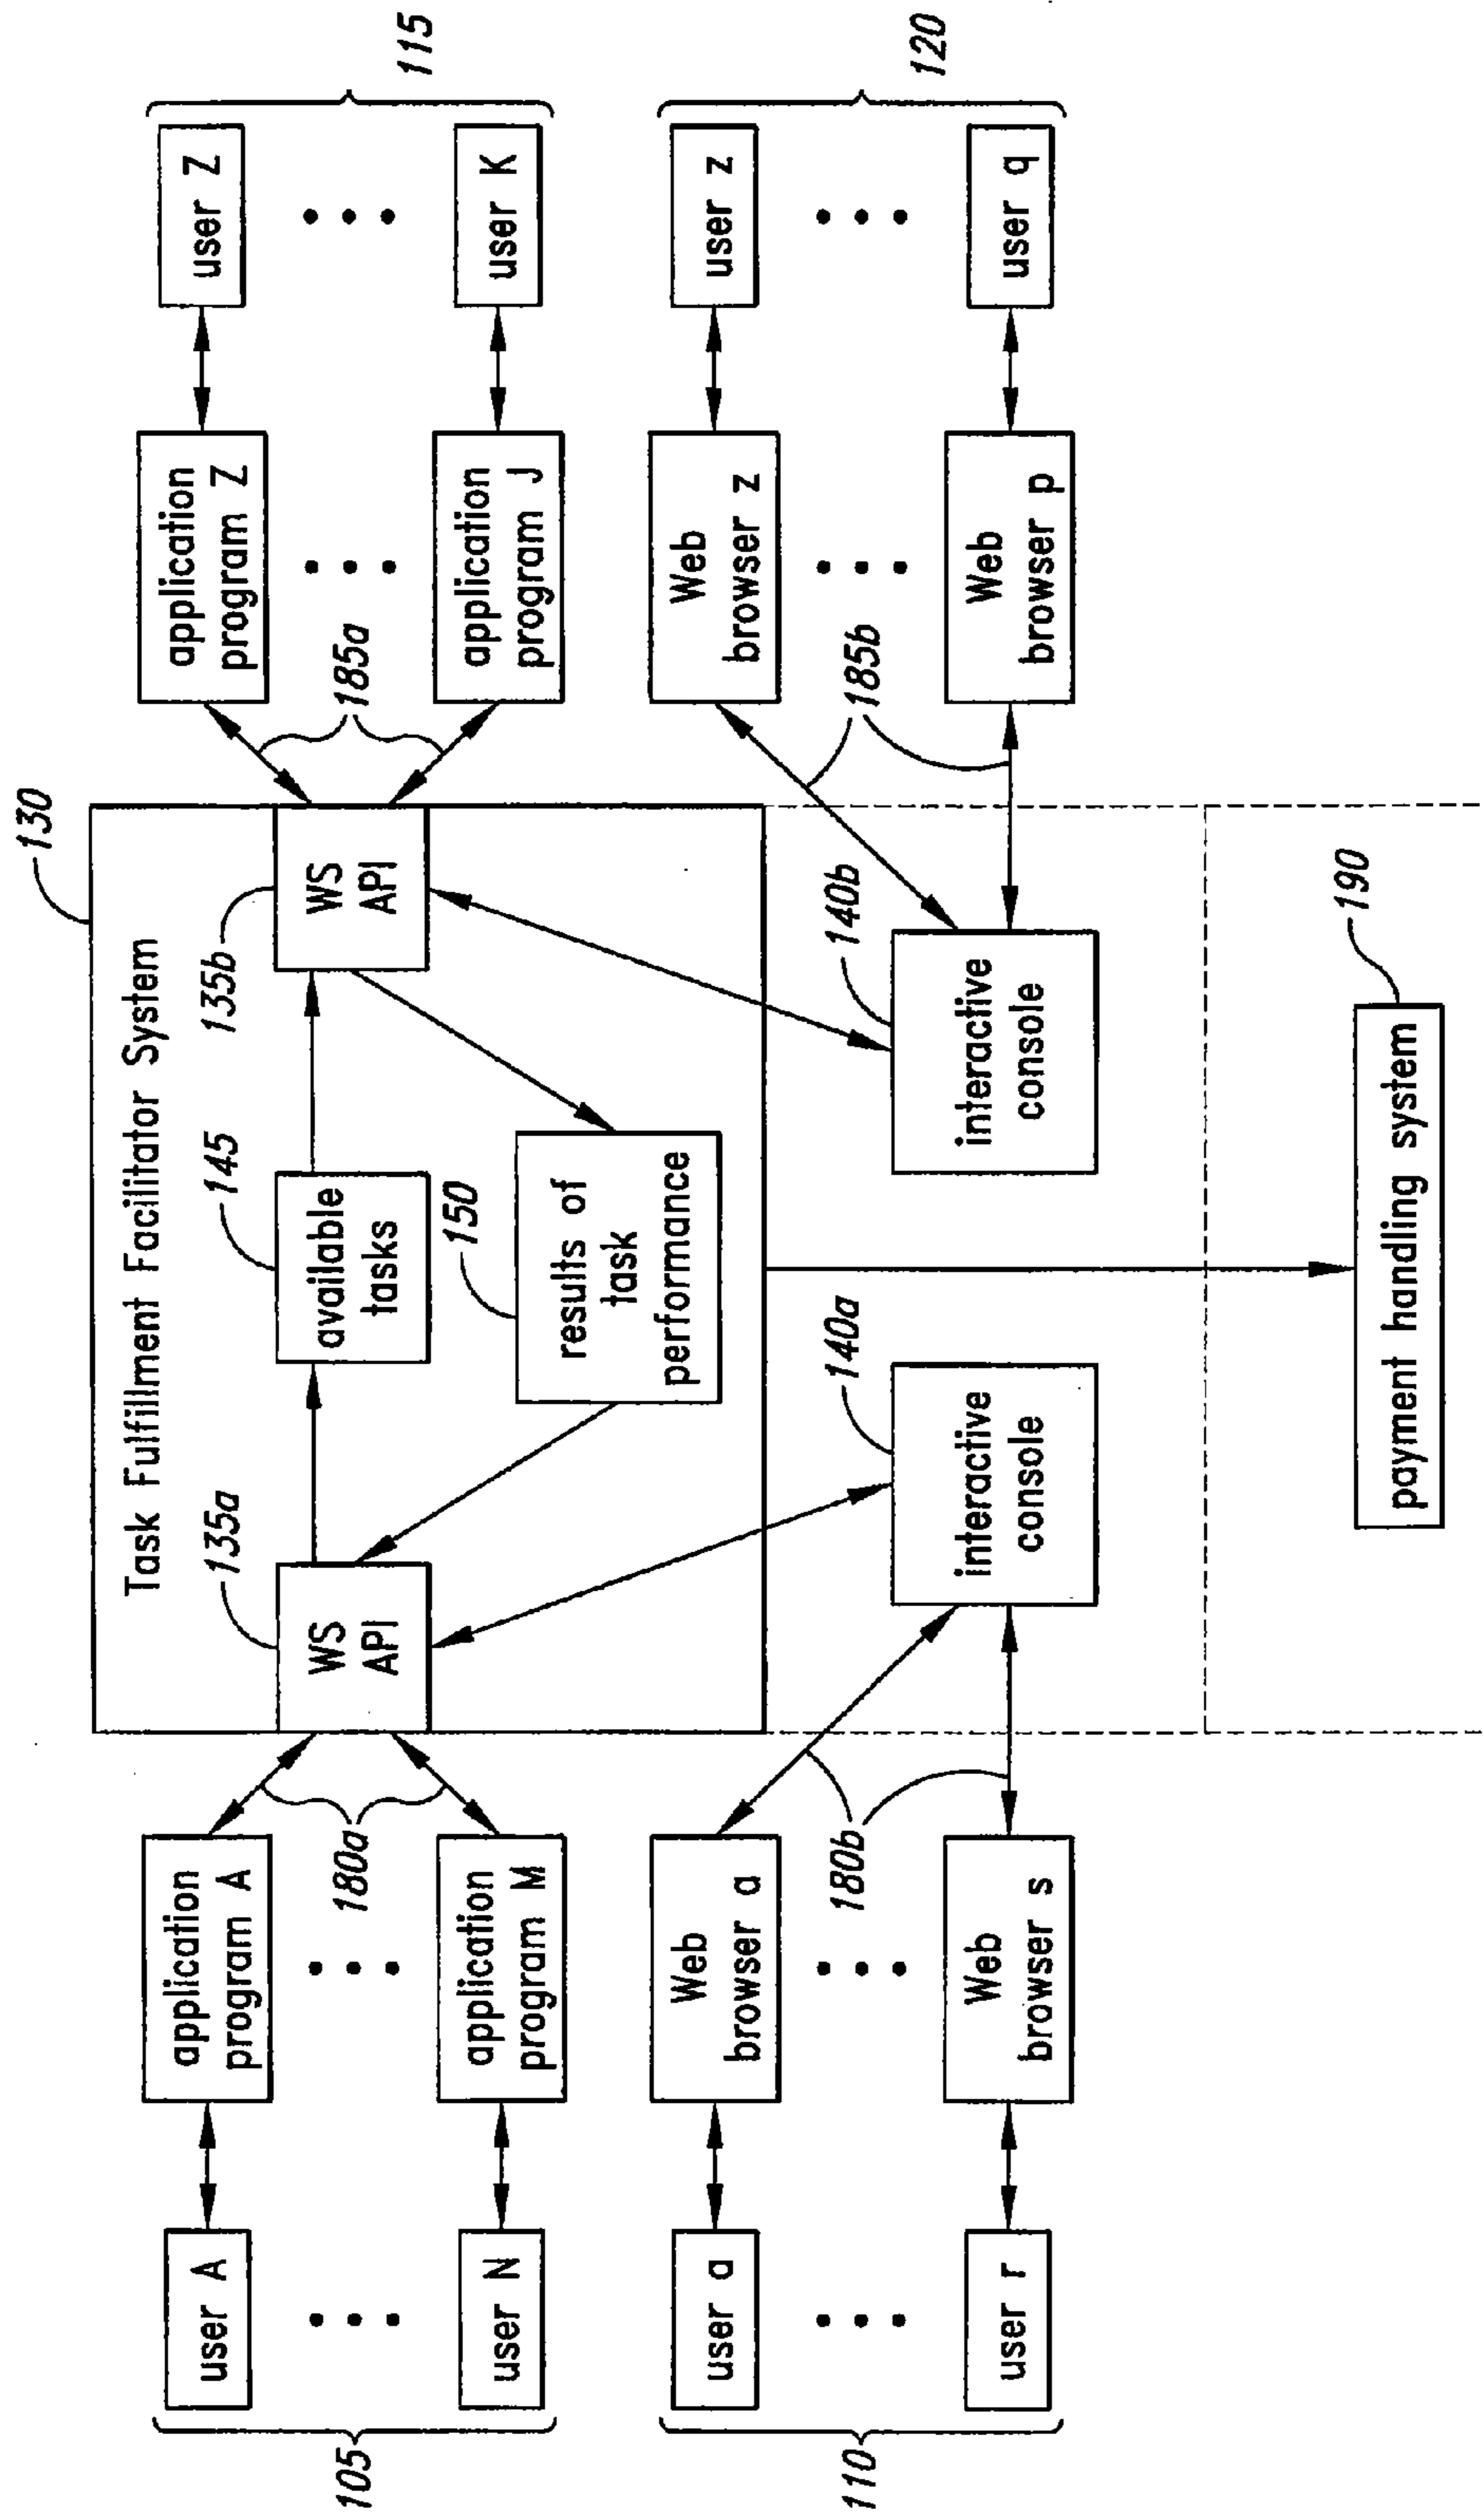 130
Task Fulfillment Facilitator System
user A
application
program A
135a
WS
API
145
available
tasks
135b
WS
API
application
program Z
user Z
105
180a
185a
115
user N
application
program M
150
results of
task
performance
application
program J
user K
user a
Web
browser a
140a
interactive
console
140b
interactive
console
Web
browser z
user z
110
180b
185b
120
user r
Web
browser s
Web
browser p
user q
190
payment handling system